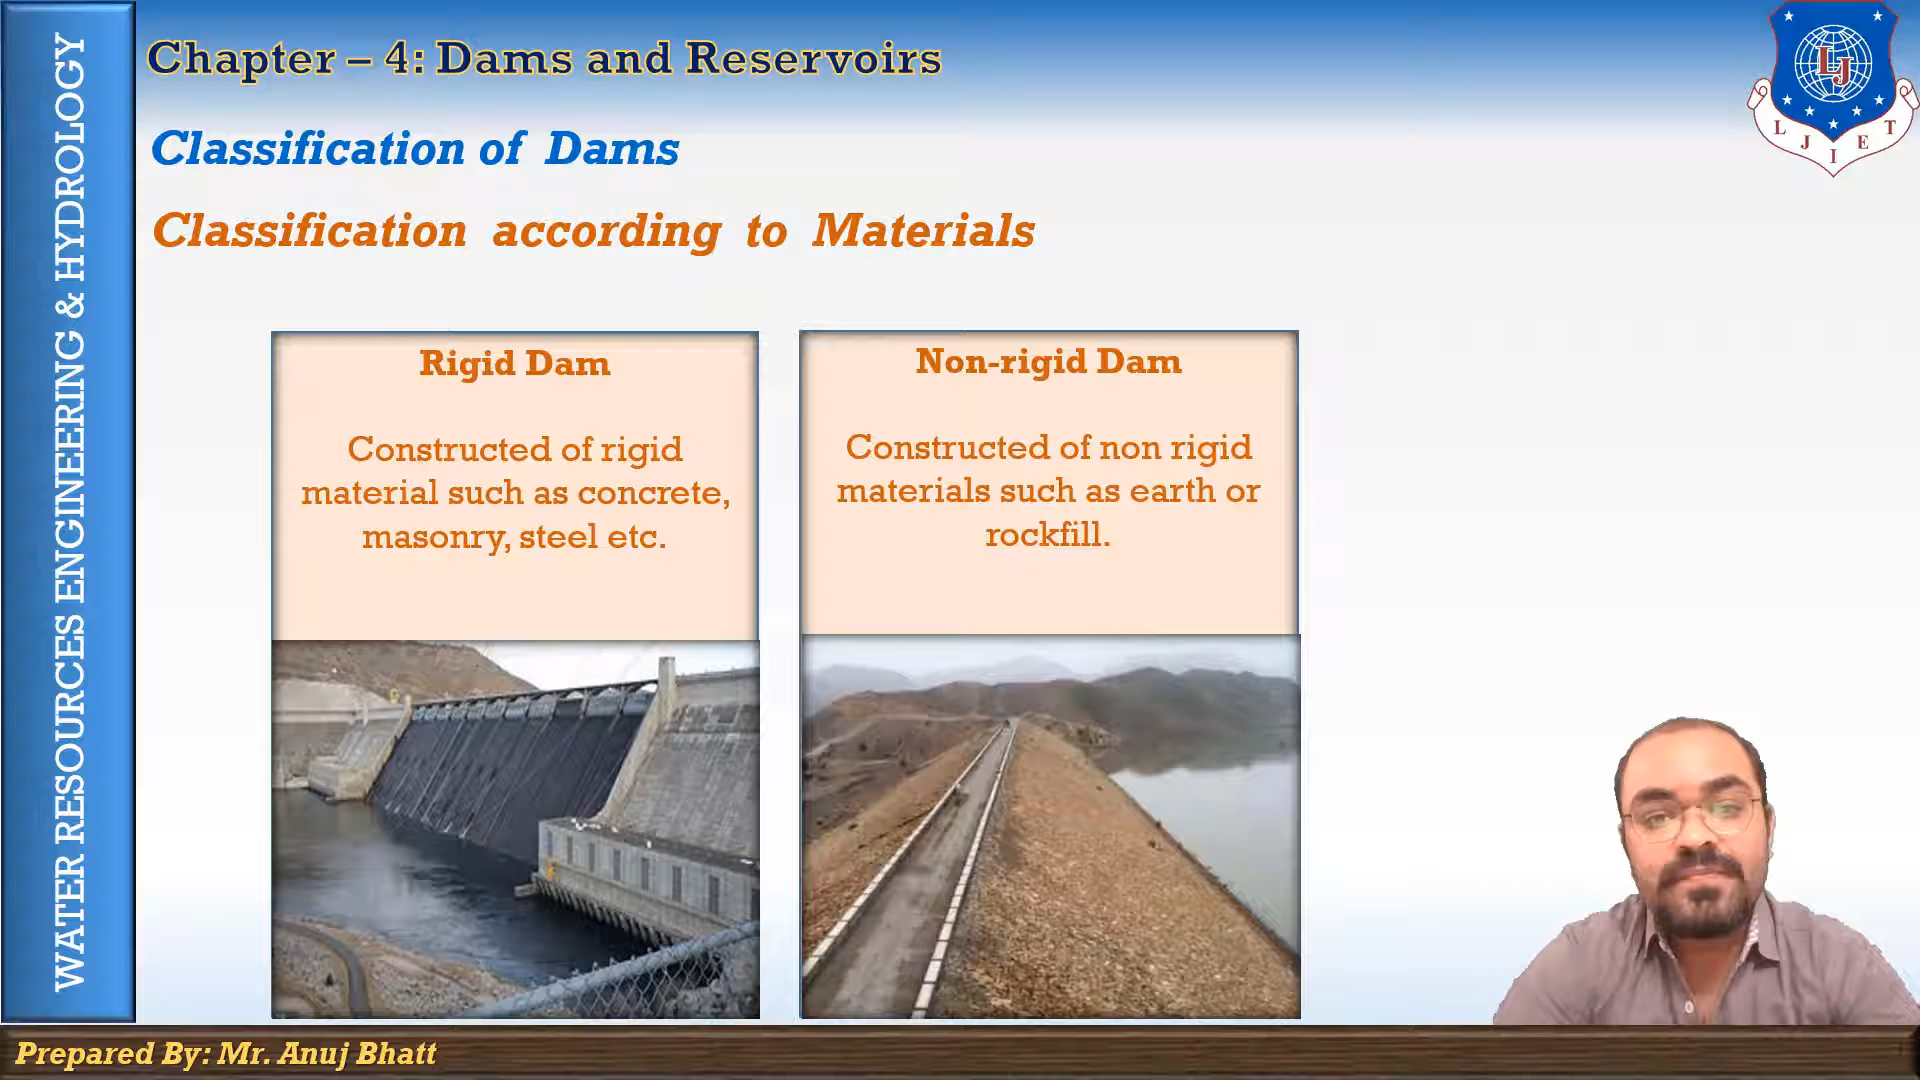 WATER RESOURCES ENGINEERING & HYDROLOGY
Chapter – 4: Dams and Reservoirs
Classification of Dams
Classification according to Materials
Rigid Dam
Constructed of rigid
material such as concrete,
masonry, steel etc.
Non-rigid Dam
Constructed of non rigid
materials such as earth or
rockfill.
LJ
L J I E T
Prepared By: Mr. Anuj Bhatt